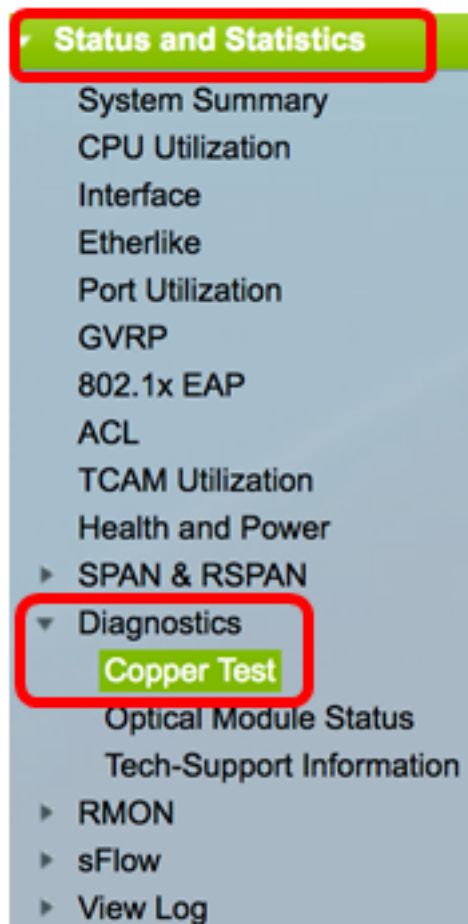 Status and Statistics
System Summary
CPU Utilization
Interface
Etherlike
Port Utilization
GVRP
802.1x EAP
ACL
TCAM Utilization
Health and Power
SPAN & RSPAN
Diagnostics
Copper Test
Optical Module Status
Tech-Support Information
RMON
sFlow
View Log